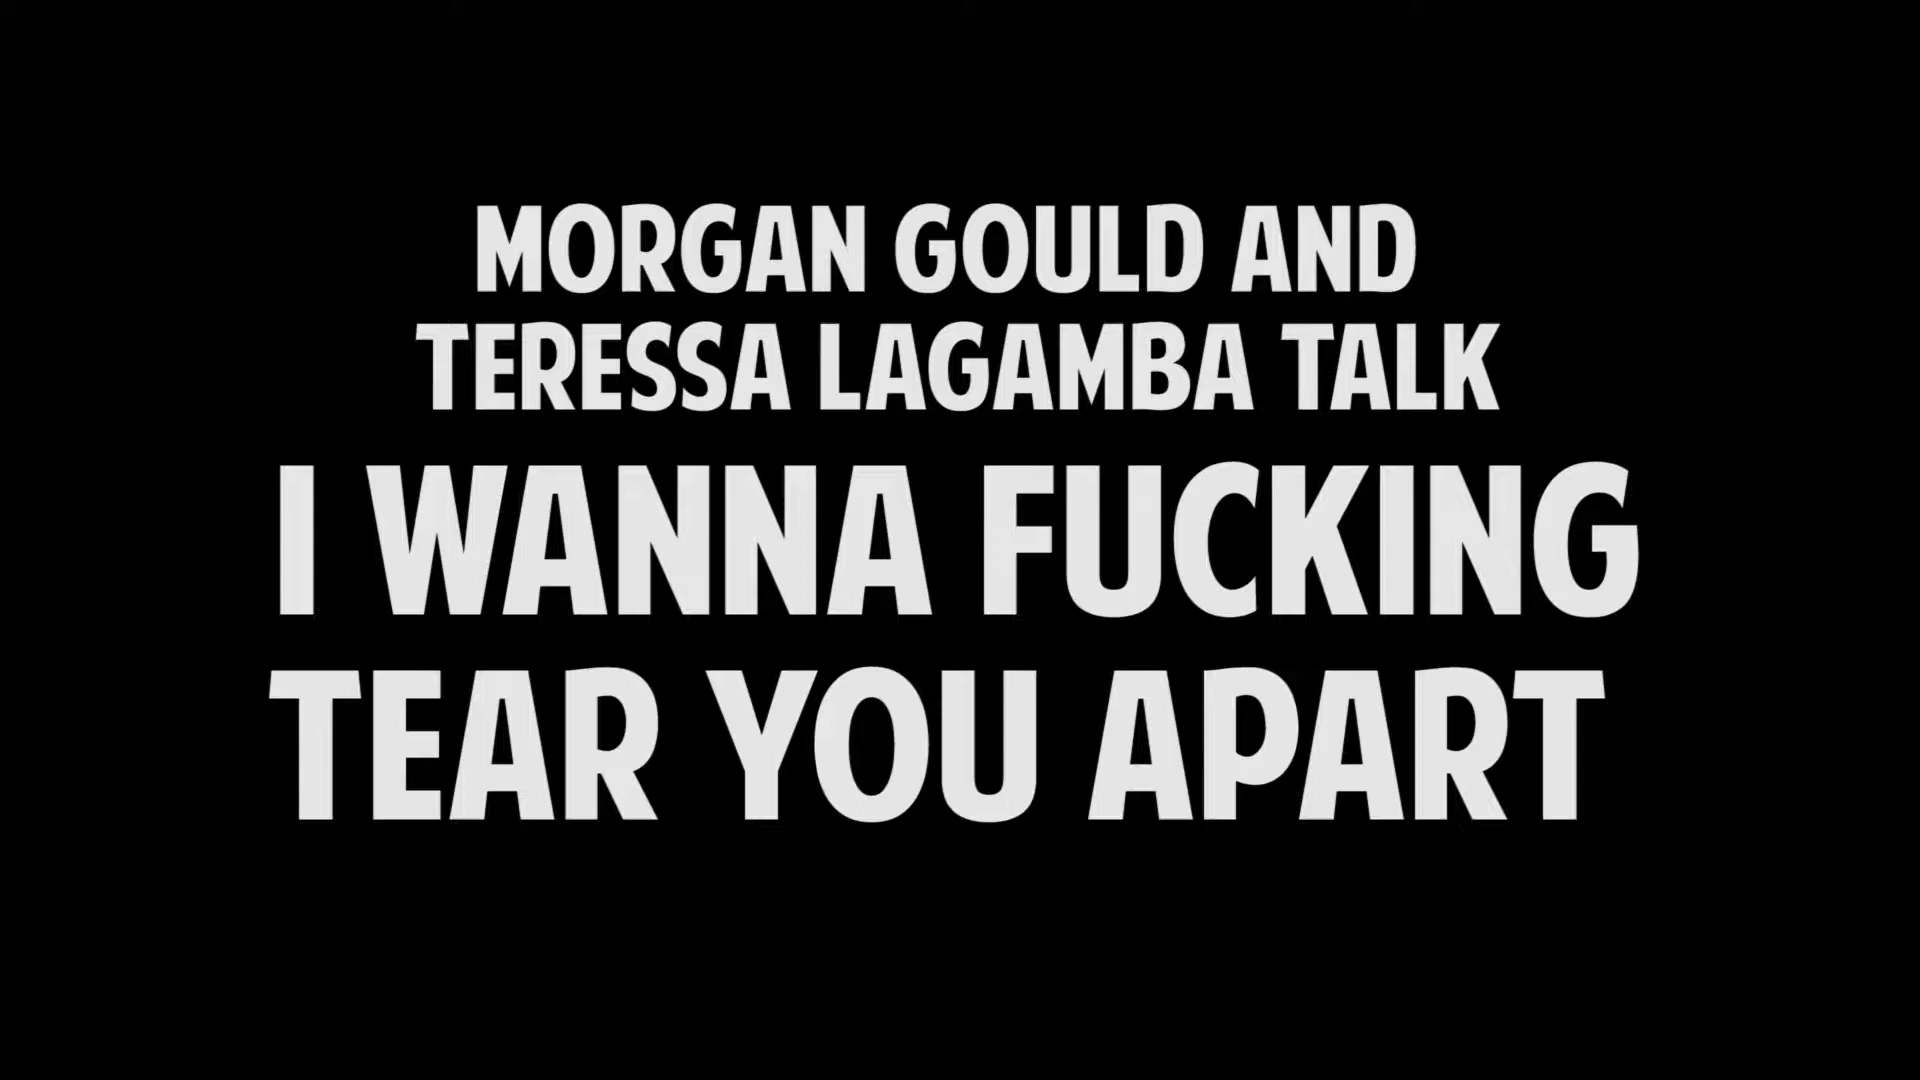 MORGAN GOULD AND
TERESSA LAGAMBA TALK
I WANNA FUCKING
TEAR YOU APART